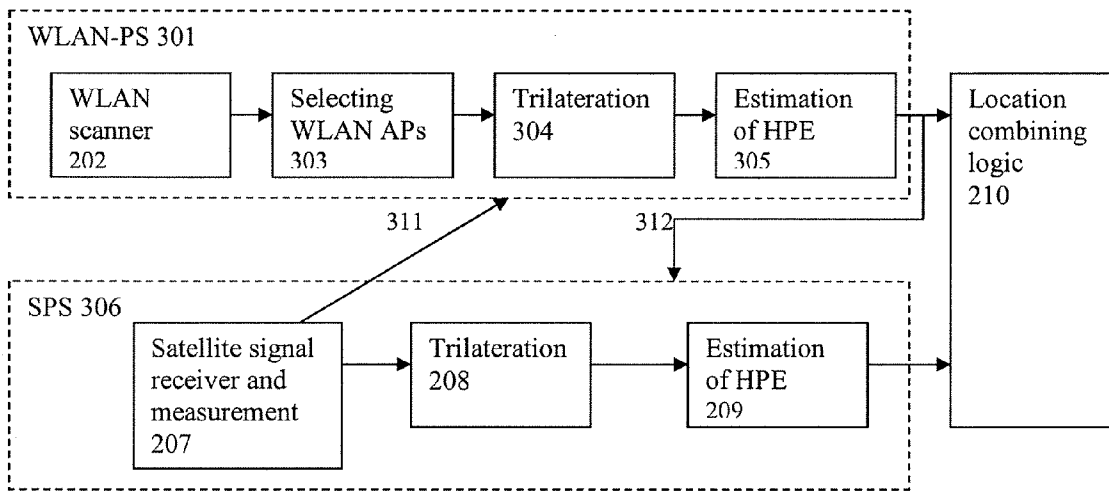 WLAN-PS 301
WLAN
scanner
202
Selecting
WLAN APs
303
Trilateration
304
Estimation
of HPE
305
Location
combining
logic
210
311
312
SPS 306
Satellite signal
receiver and
measurement
207
Trilateration
208
Estimation
of HPE
209